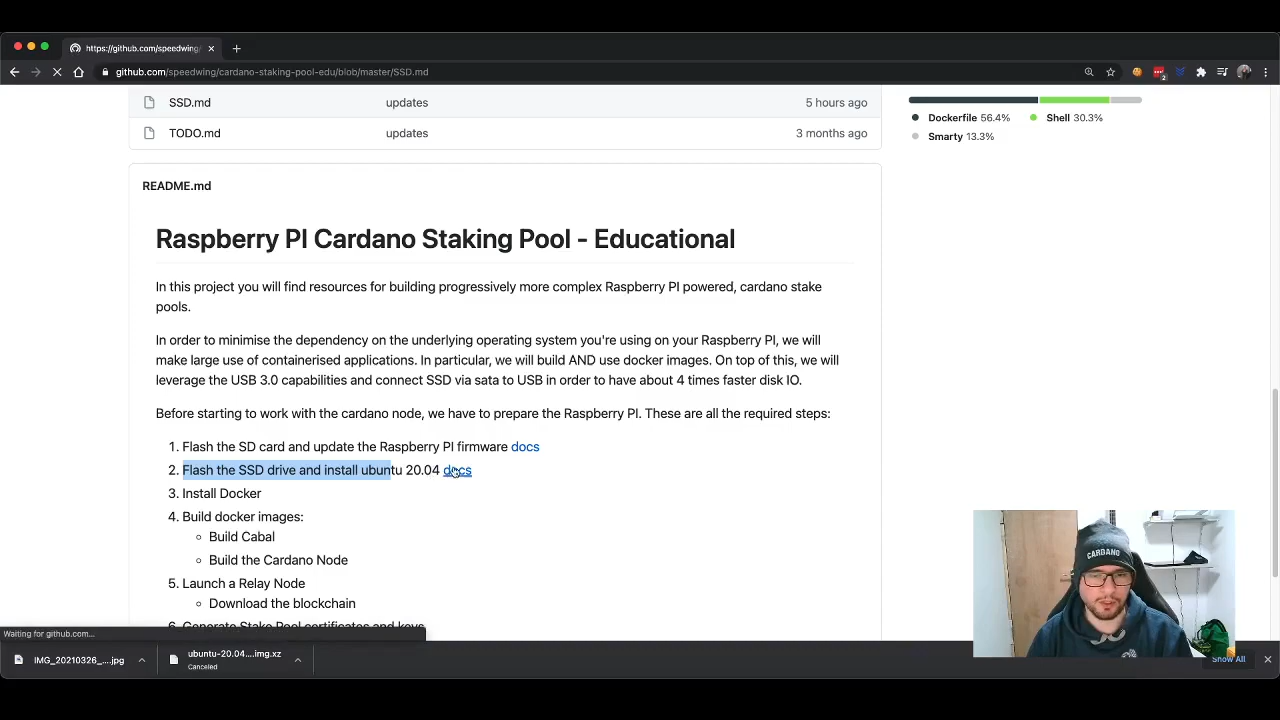 https://github.com/speedwing/
github.com/speedwing/cardano-staking-pool-edu/blob/master/SSD.md
2
SSD.md updates 5 hours ago
TODO.md updates 3 months ago
Dockerfile 56.4% Shell 30.3%
Smarty 13.3%
README.md
Raspberry PI Cardano Staking Pool - Educational
In this project you will find resources for building progressively more complex Raspberry PI powered, cardano stake
pools.
In order to minimise the dependency on the underlying operating system you're using on your Raspberry PI, we will
make large use of containerised applications. In particular, we will build AND use docker images. On top of this, we will
leverage the USB 3.0 capabilities and connect SSD via sata to USB in order to have about 4 times faster disk IO.
Before starting to work with the cardano node, we have to prepare the Raspberry PI. These are all the required steps:
1. Flash the SD card and update the Raspberry PI firmware docs
2. Flash the SSD drive and install ubuntu 20.04 docs
3. Install Docker
4. Build docker images:
Build Cabal
Build the Cardano Node
5. Launch a Relay Node
Download the blockchain
6. Generate Stake Pool certificates and keys
Waiting for github.com...
IMG_20210326_....jpg
ubuntu-20.04....img.xz
Canceled
CARDANO
Show All